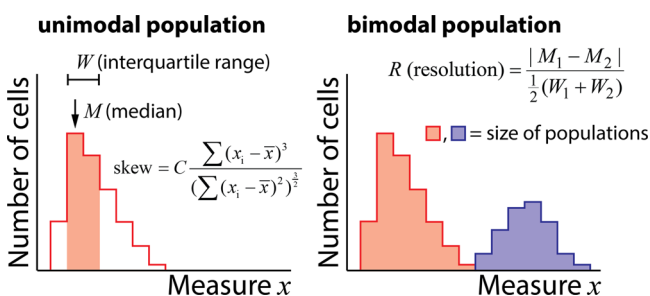 unimodal population
W (interquartile range)
M (median)
skew = C ∑(xᵢ − x̄)³ / (∑(xᵢ − x̄)²)^(3/2)
Number of cells
Measure x
bimodal population
R (resolution) = | M₁ − M₂ | / ½(W₁ + W₂)
, = size of populations
Number of cells
Measure x